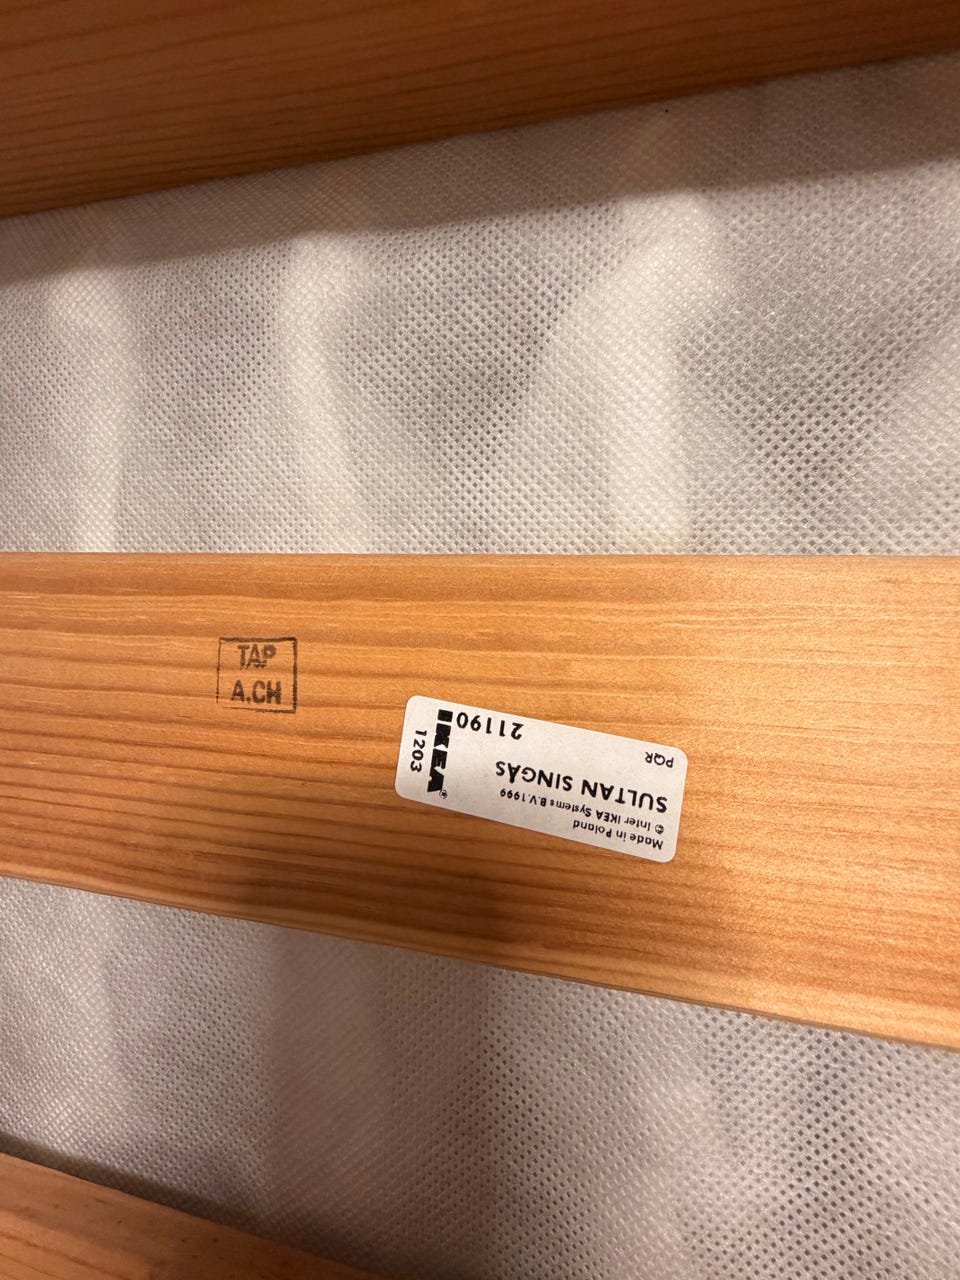 TAP
A.CH
Made in Poland
© Inter IKEA Systems B.V. 1999
SULTAN SINGÅS
PQR
21190
IKEA®
1203